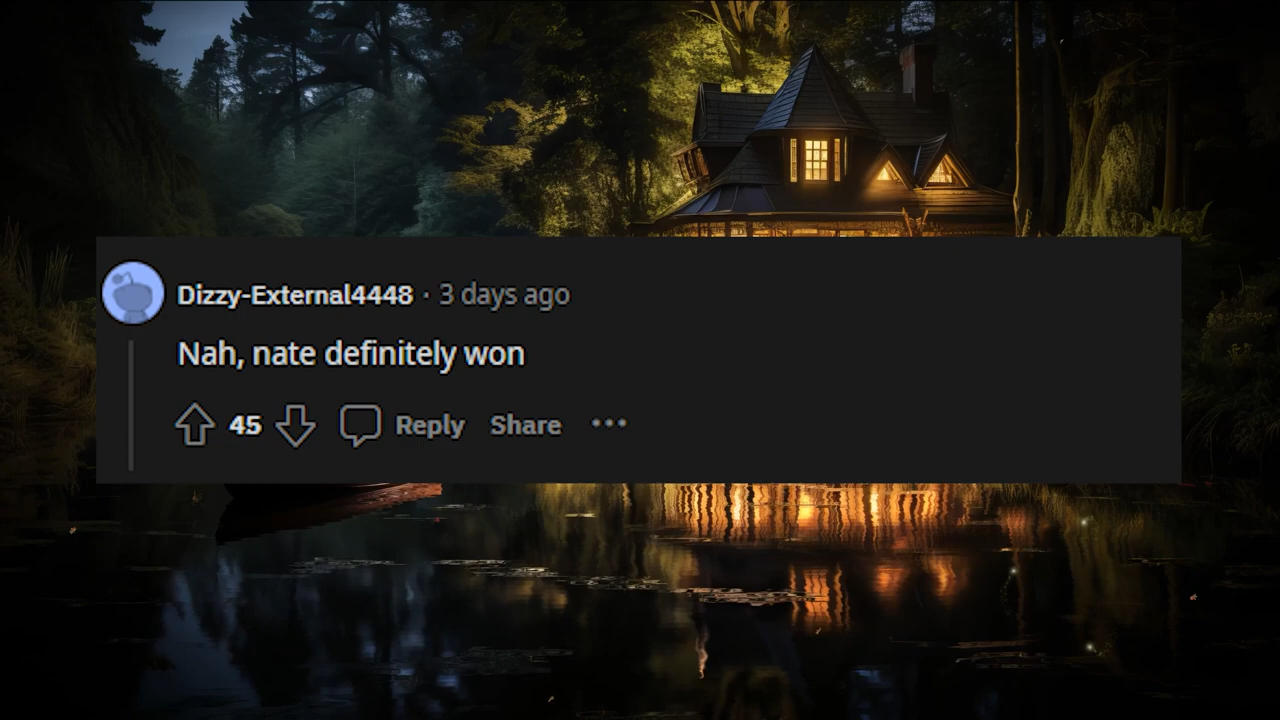 Dizzy-External4448 · 3 days ago
Nah, nate definitely won
45 Reply Share ···